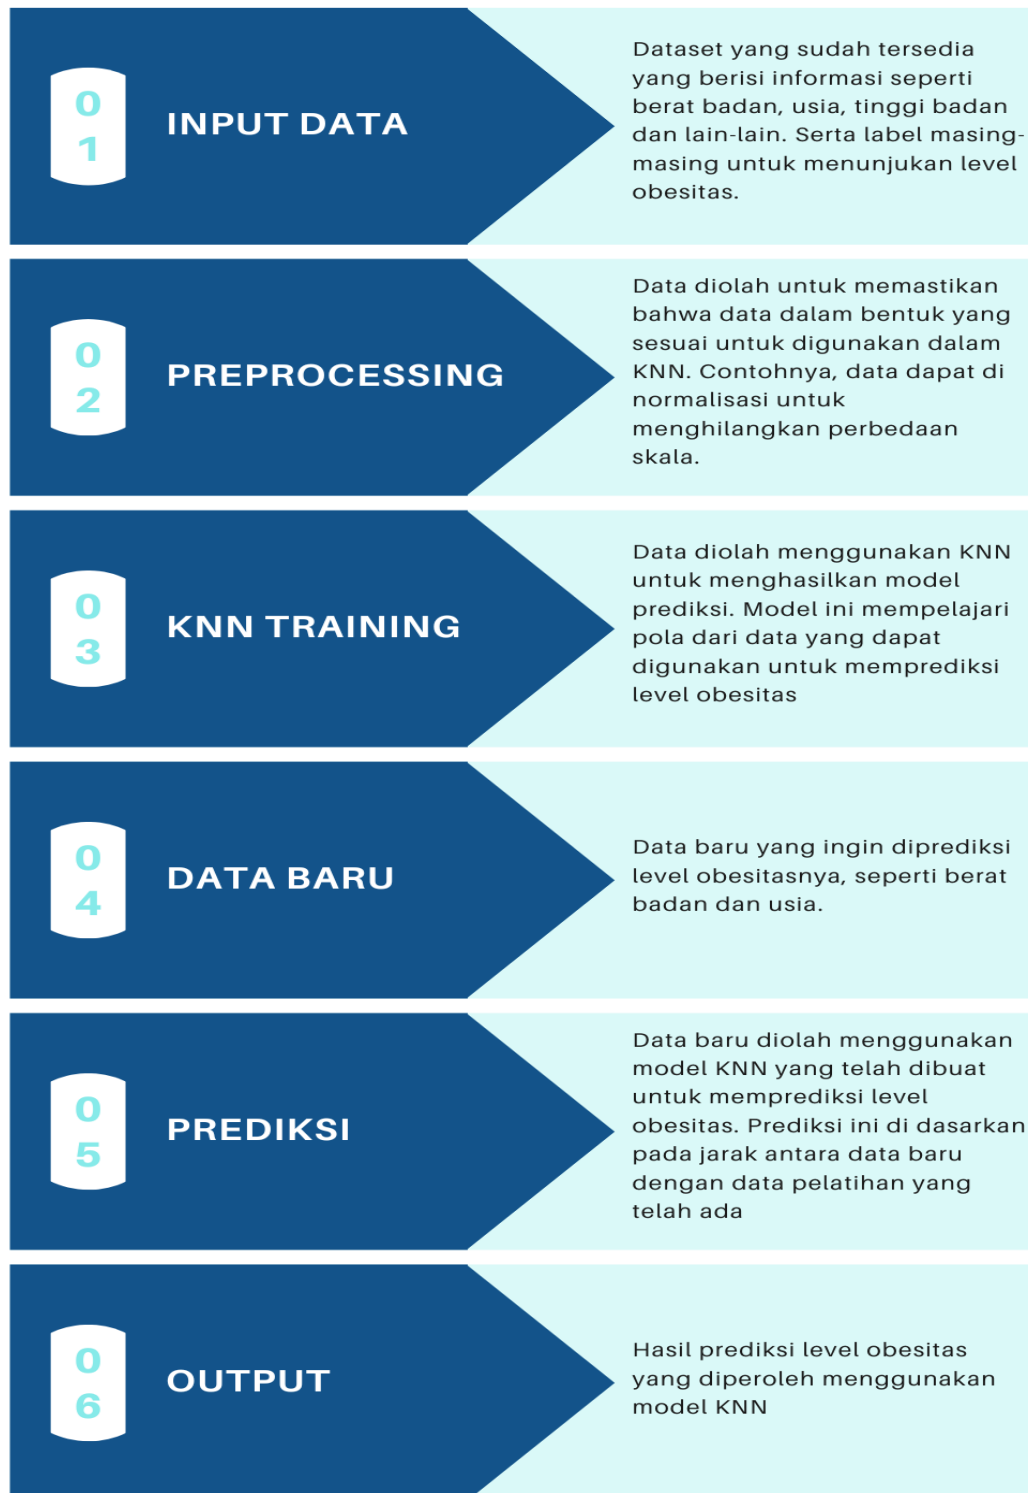 0
1
INPUT DATA
Dataset yang sudah tersedia
yang berisi informasi seperti
berat badan, usia, tinggi badan
dan lain-lain. Serta label masing-
masing untuk menunjukan level
obesitas.
0
2
PREPROCESSING
Data diolah untuk memastikan
bahwa data dalam bentuk yang
sesuai untuk digunakan dalam
KNN. Contohnya, data dapat di
normalisasi untuk
menghilangkan perbedaan
skala.
0
3
KNN TRAINING
Data diolah menggunakan KNN
untuk menghasilkan model
prediksi. Model ini mempelajari
pola dari data yang dapat
digunakan untuk memprediksi
level obesitas
0
4
DATA BARU
Data baru yang ingin diprediksi
level obesitasnya, seperti berat
badan dan usia.
0
5
PREDIKSI
Data baru diolah menggunakan
model KNN yang telah dibuat
untuk memprediksi level
obesitas. Prediksi ini di dasarkan
pada jarak antara data baru
dengan data pelatihan yang
telah ada
0
6
OUTPUT
Hasil prediksi level obesitas
yang diperoleh menggunakan
model KNN